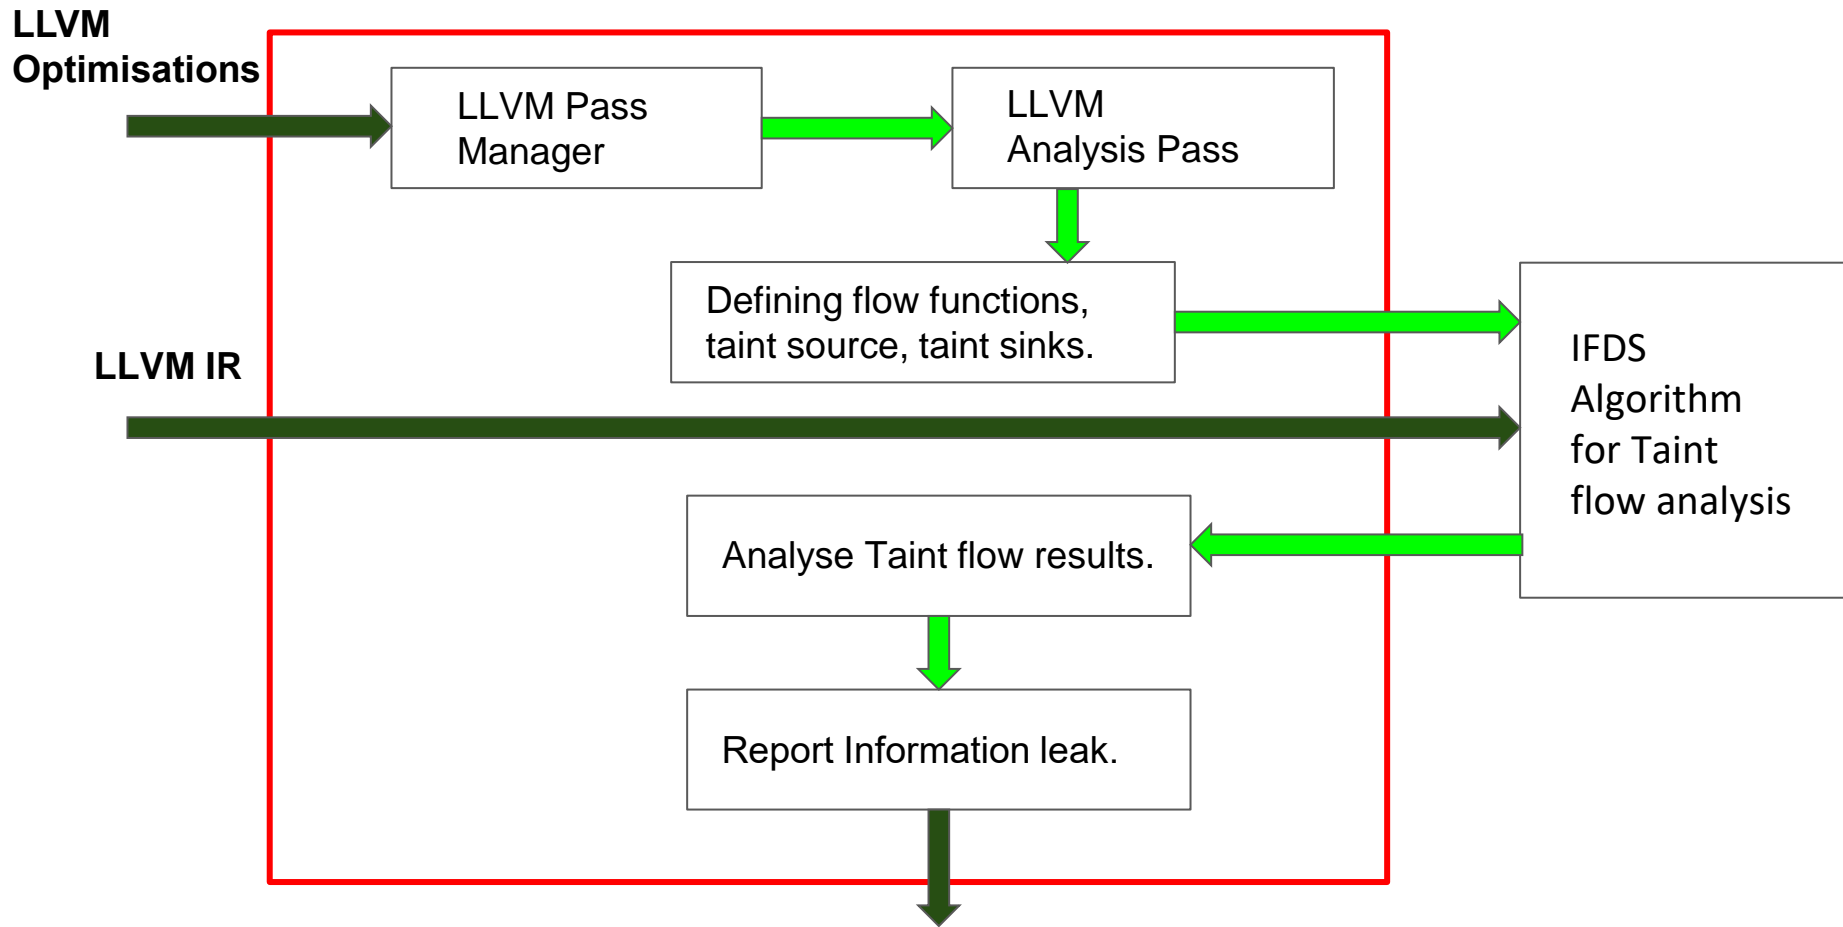 LLVM
Optimisations
LLVM Pass
Manager
LLVM
Analysis Pass
Defining flow functions,
taint source, taint sinks.
LLVM IR
IFDS
Algorithm
for Taint
flow analysis
Analyse Taint flow results.
Report Information leak.